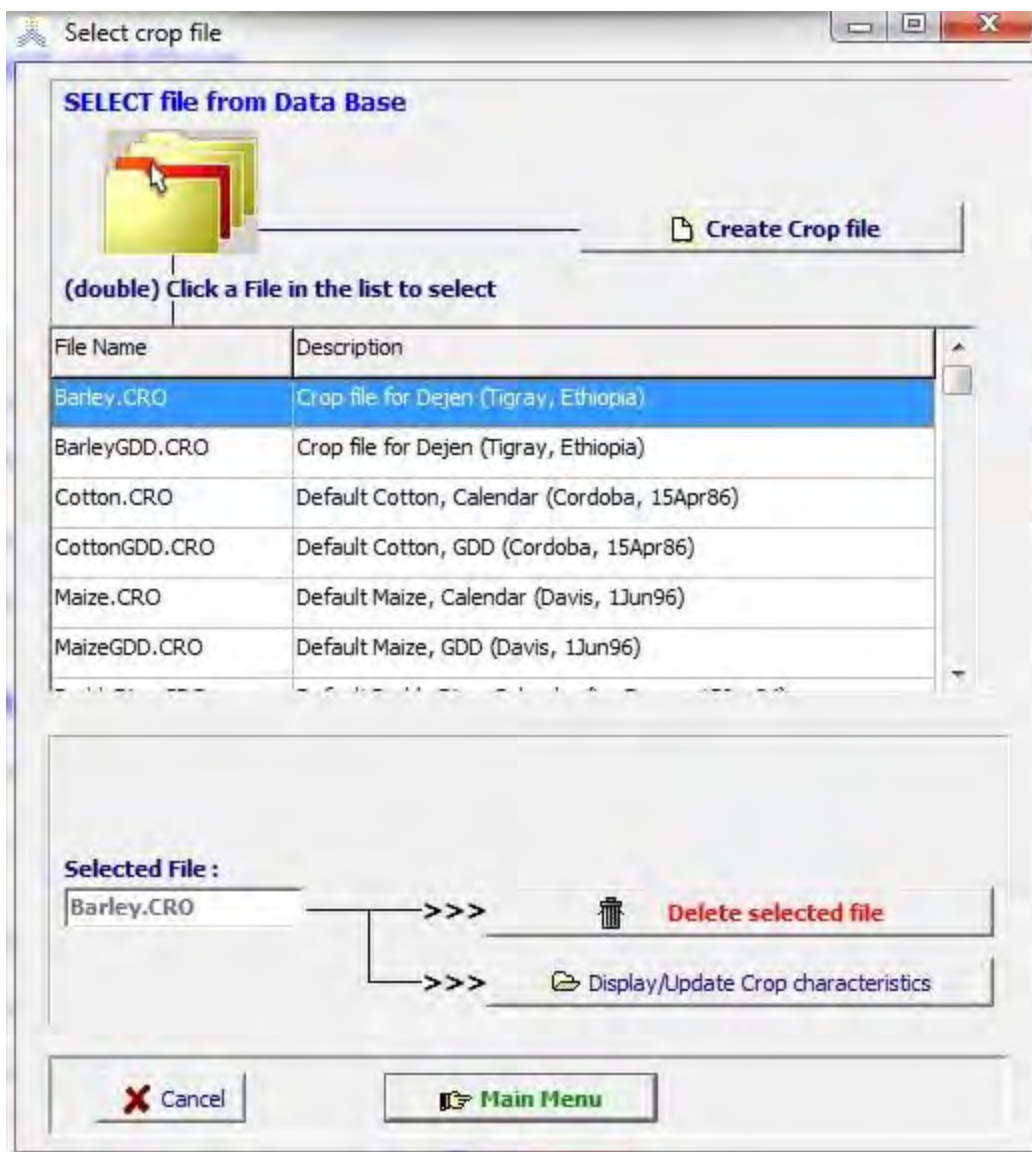 Select crop file
SELECT file from Data Base
Create Crop file
(double) Click a File in the list to select
File Name Description
Barley.CRO Crop file for Dejen (Tigray, Ethiopia)
BarleyGDD.CRO Crop file for Dejen (Tigray, Ethiopia)
Cotton.CRO Default Cotton, Calendar (Cordoba, 15Apr86)
CottonGDD.CRO Default Cotton, GDD (Cordoba, 15Apr86)
Maize.CRO Default Maize, Calendar (Davis, 1Jun96)
MaizeGDD.CRO Default Maize, GDD (Davis, 1Jun96)
Selected File :
Barley.CRO >>> Delete selected file
>>> Display/Update Crop characteristics
Cancel Main Menu